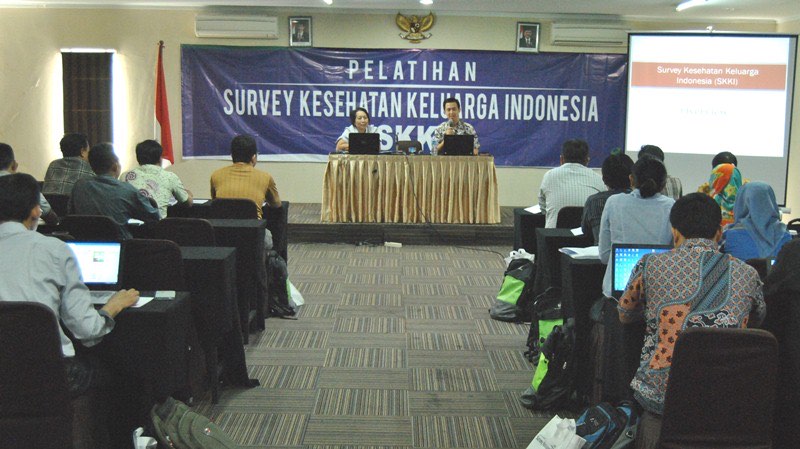 PELATIHAN
SURVEY KESEHATAN KELUARGA INDONESIA
SKKI
Survey Kesehatan Keluarga
Indonesia (SKKI)